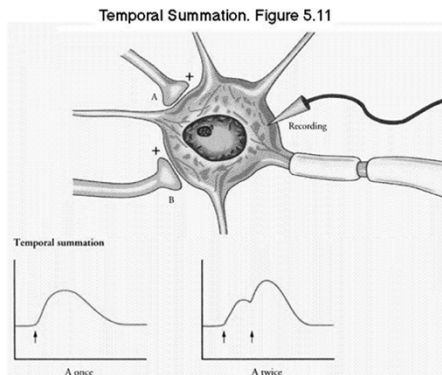 Temporal Summation. Figure 5.11
+
A
Recording
+
B
Temporal summation
A once
A twice